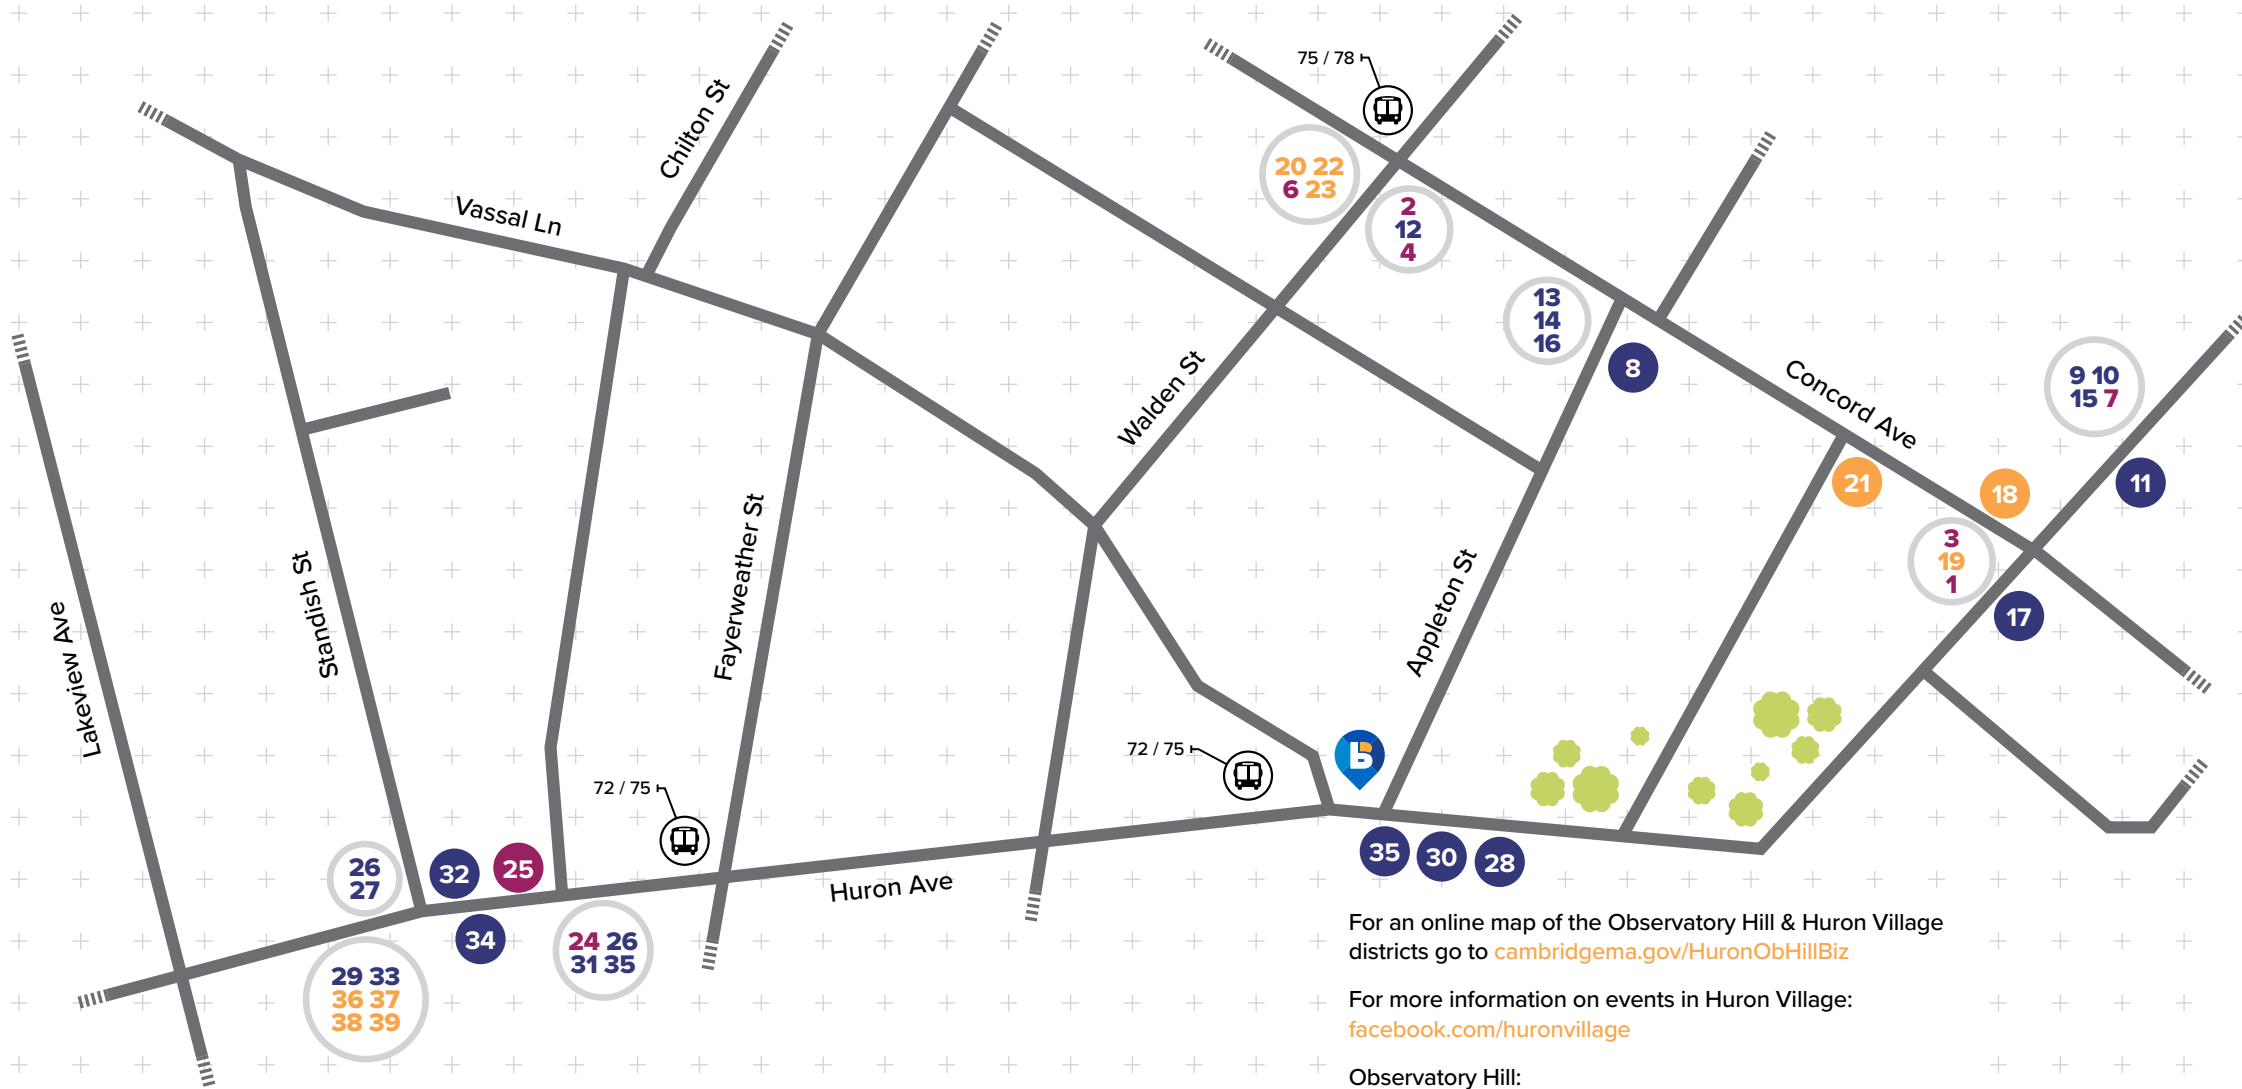 75 / 78
Chilton St
Vassal Ln
20 22
6 23
2
12
4
13
14
16
8
Walden St
Concord Ave
9 10
15 7
11
21
18
3
19
1
17
Fayerweather St
Standish St
Lakeview Ave
Appleton St
72 / 75
72 / 75
b
26
27
32
25
34
Huron Ave
35
30
28
24 26
31 35
29 33
36 37
38 39
For an online map of the Observatory Hill & Huron Village
districts go to cambridgema.gov/HuronObHillBiz
For more information on events in Huron Village:
facebook.com/huronvillage
Observatory Hill: